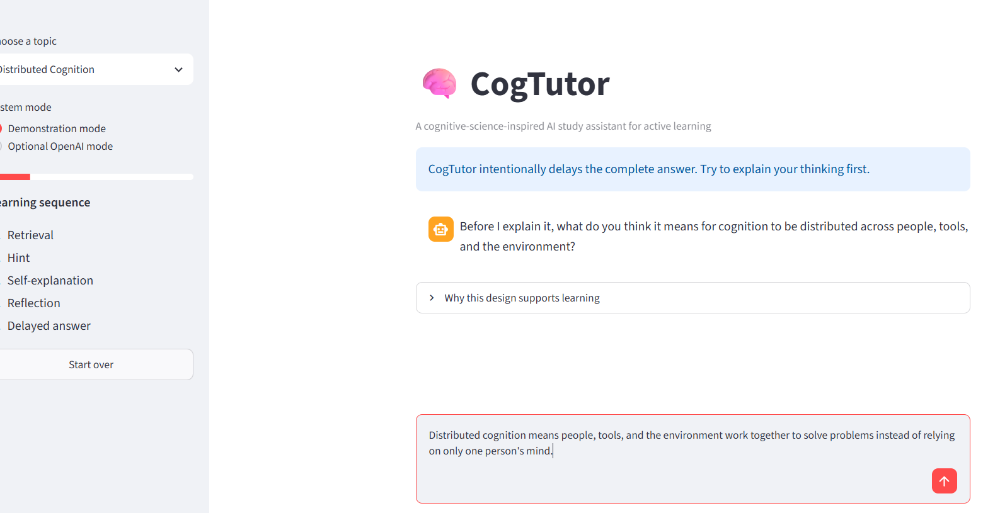 oose a topic
Distributed Cognition
stem mode
Demonstration mode
Optional OpenAI mode
earning sequence
Retrieval
Hint
Self-explanation
Reflection
Delayed answer
Start over
CogTutor
A cognitive-science-inspired AI study assistant for active learning
CogTutor intentionally delays the complete answer. Try to explain your thinking first.
Before I explain it, what do you think it means for cognition to be distributed across people, tools,
and the environment?
Why this design supports learning
Distributed cognition means people, tools, and the environment work together to solve problems instead of relying
on only one person's mind.